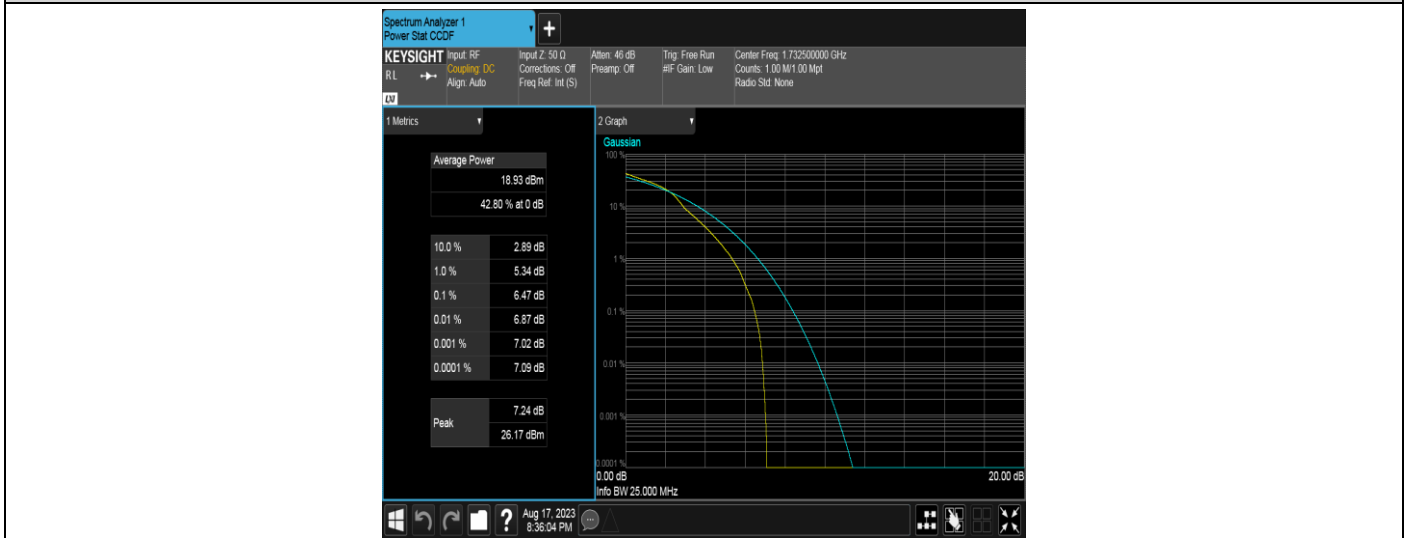 Spectrum Analyzer 1
Power Stat CCDF
+
KEYSIGHT
RL
LXI
Input: RF
Coupling: DC
Align: Auto
Input Z: 50 Ω
Corrections: Off
Freq Ref: Int (S)
Atten: 46 dB
Preamp: Off
Trig: Free Run
#IF Gain: Low
Center Freq: 1.732500000 GHz
Counts: 1.00 M/1.00 Mpt
Radio Std: None
1 Metrics
Average Power
18.93 dBm
42.80 % at 0 dB
10.0 % 2.89 dB
1.0 % 5.34 dB
0.1 % 6.47 dB
0.01 % 6.87 dB
0.001 % 7.02 dB
0.0001 % 7.09 dB
Peak
7.24 dB
26.17 dBm
2 Graph
Gaussian
100 %
10 %
1 %
0.1 %
0.01 %
0.001 %
0.0001 %
0.00 dB 20.00 dB
Info BW 25.000 MHz
?
Aug 17, 2023
8:36:04 PM